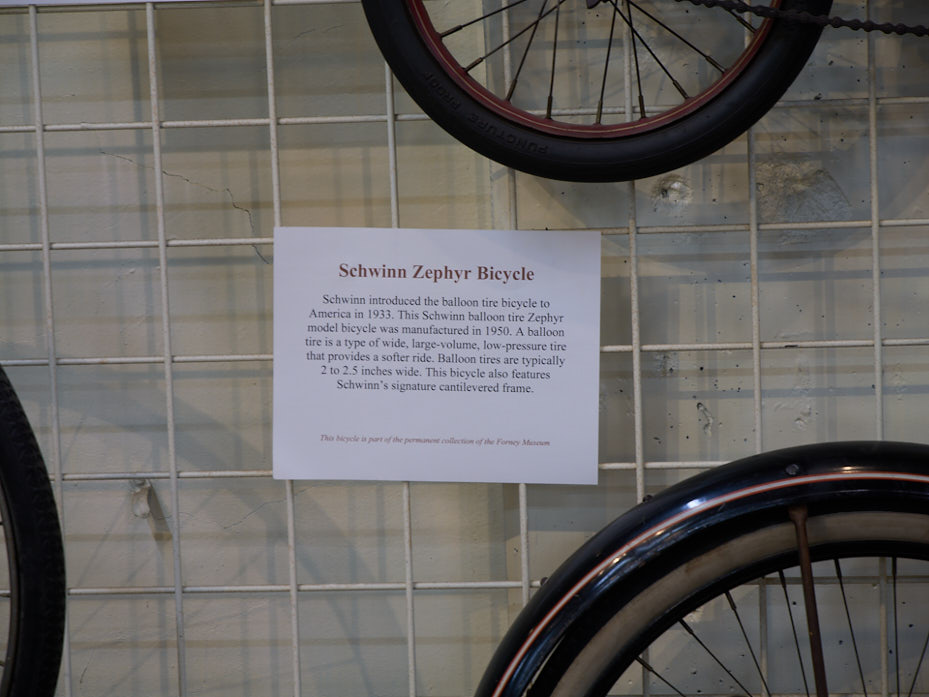 PUNCTURE PROOF
Schwinn Zephyr Bicycle
Schwinn introduced the balloon tire bicycle to
America in 1933. This Schwinn balloon tire Zephyr
model bicycle was manufactured in 1950. A balloon
tire is a type of wide, large-volume, low-pressure tire
that provides a softer ride. Balloon tires are typically
2 to 2.5 inches wide. This bicycle also features
Schwinn's signature cantilevered frame.
This bicycle is part of the permanent collection of the Forney Museum